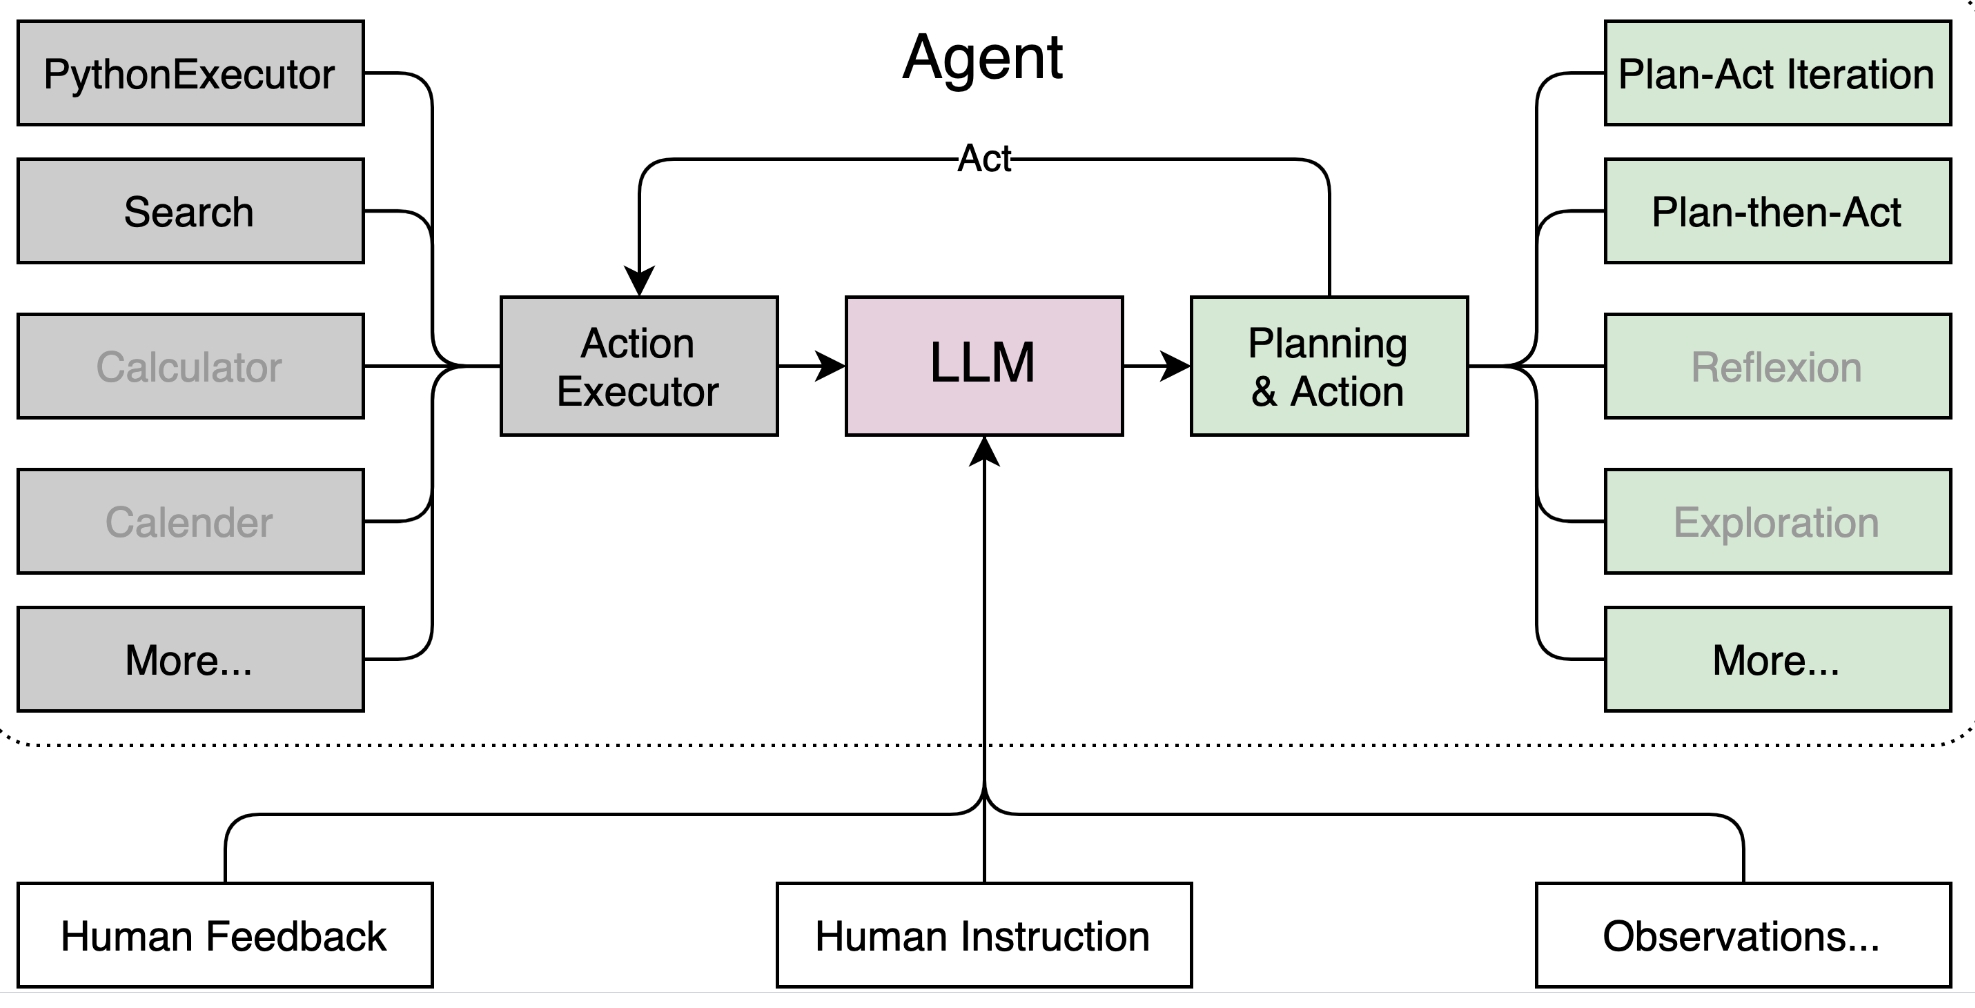 Agent
PythonExecutor
Search
Calculator
Calender
More...
Act
Action
Executor
LLM
Planning
& Action
Plan-Act Iteration
Plan-then-Act
Reflexion
Exploration
More...
Human Feedback
Human Instruction
Observations...